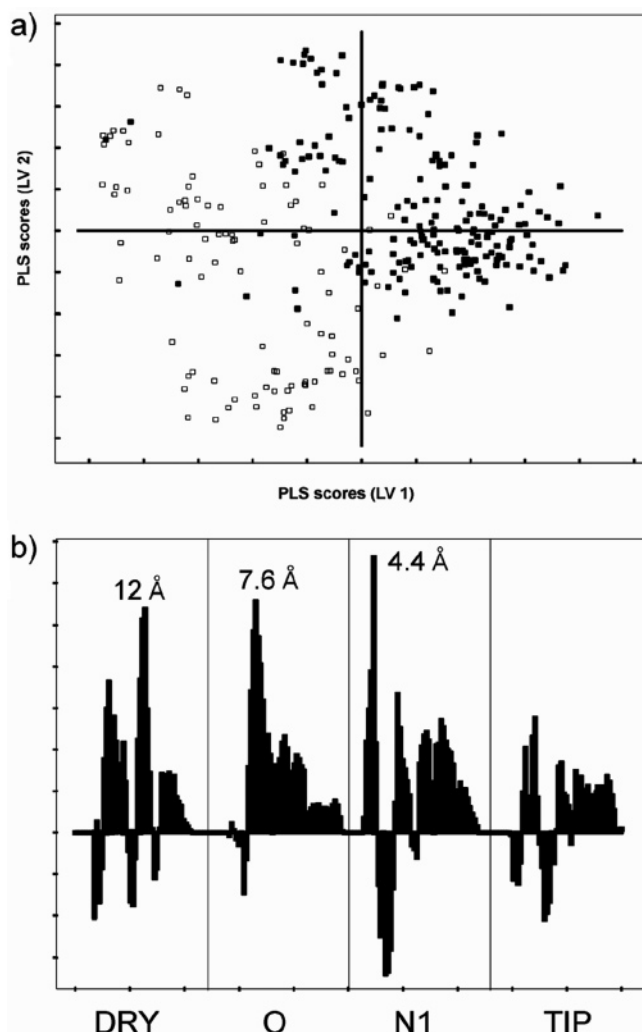 a)
PLS scores (LV 2)
PLS scores (LV 1)
b)
12 Å
7.6 Å
4.4 Å
DRY O N1 TIP